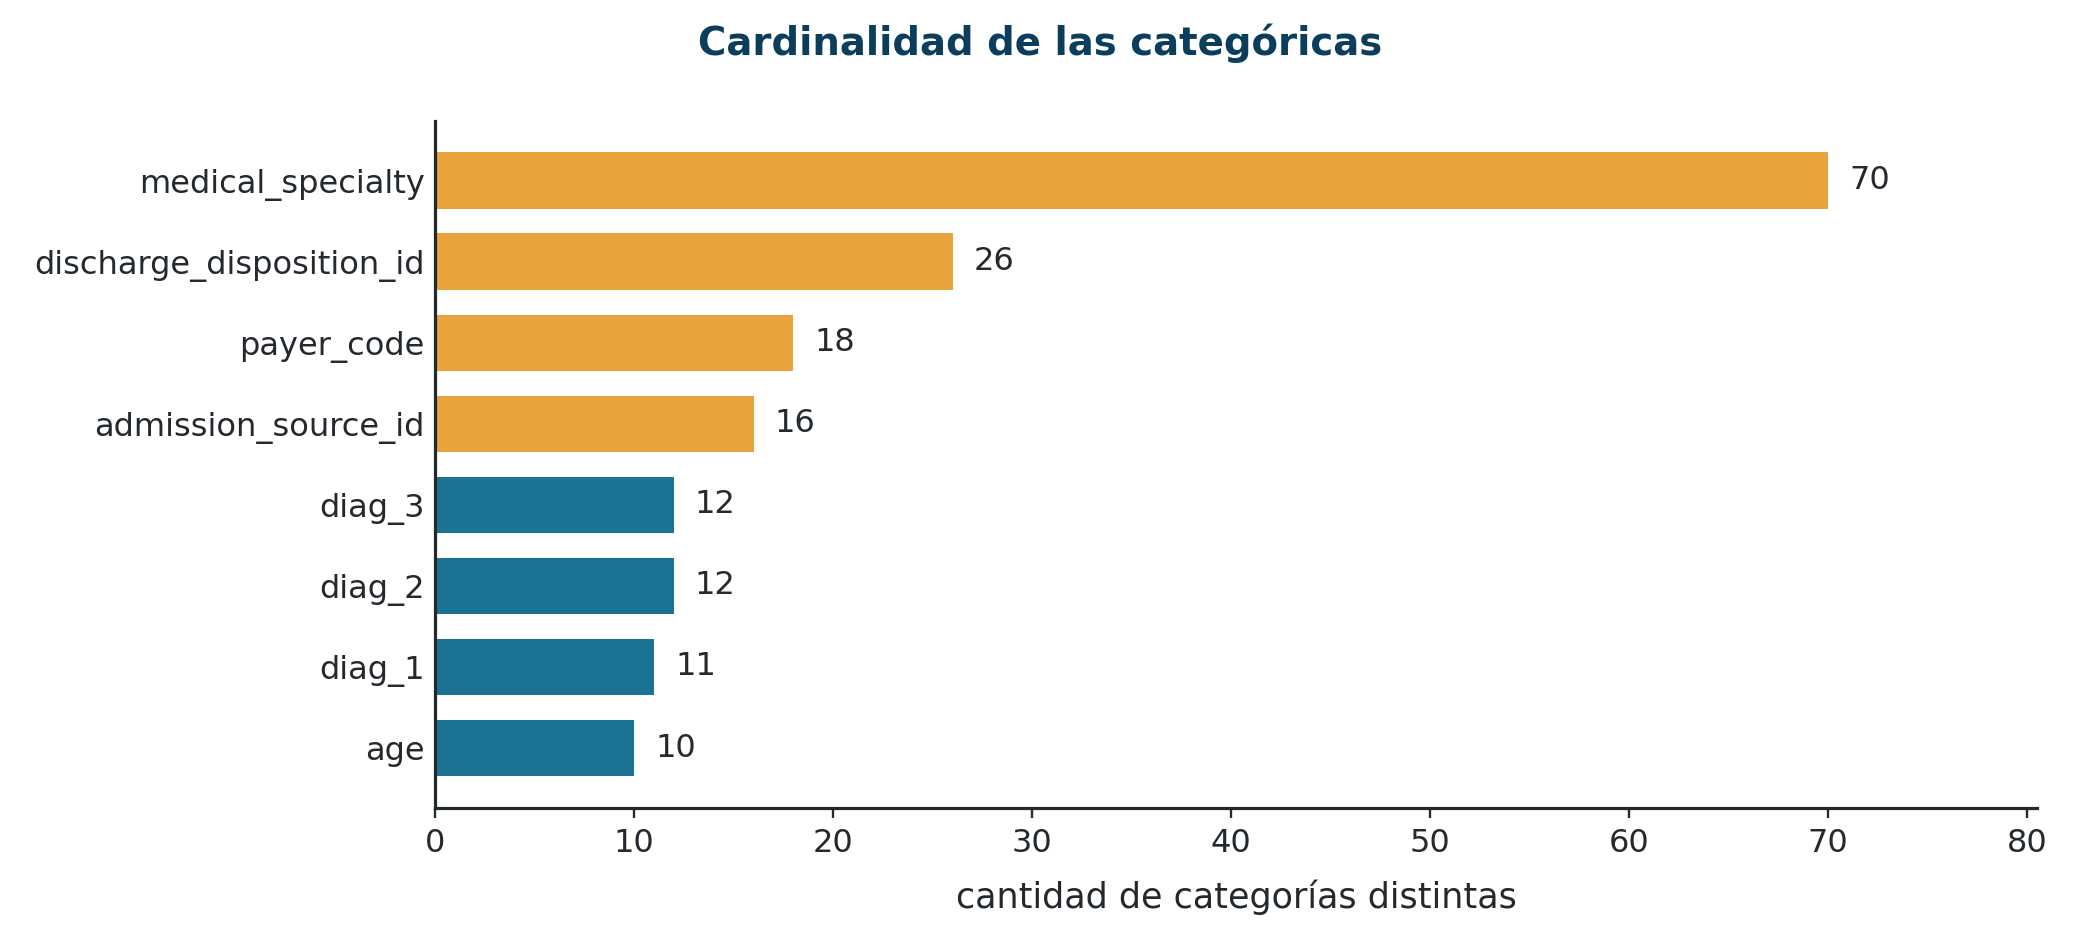 Cardinalidad de las categóricas
medical_specialty 70
discharge_disposition_id 26
payer_code 18
admission_source_id 16
diag_3 12
diag_2 12
diag_1 11
age 10
0 10 20 30 40 50 60 70 80
cantidad de categorías distintas